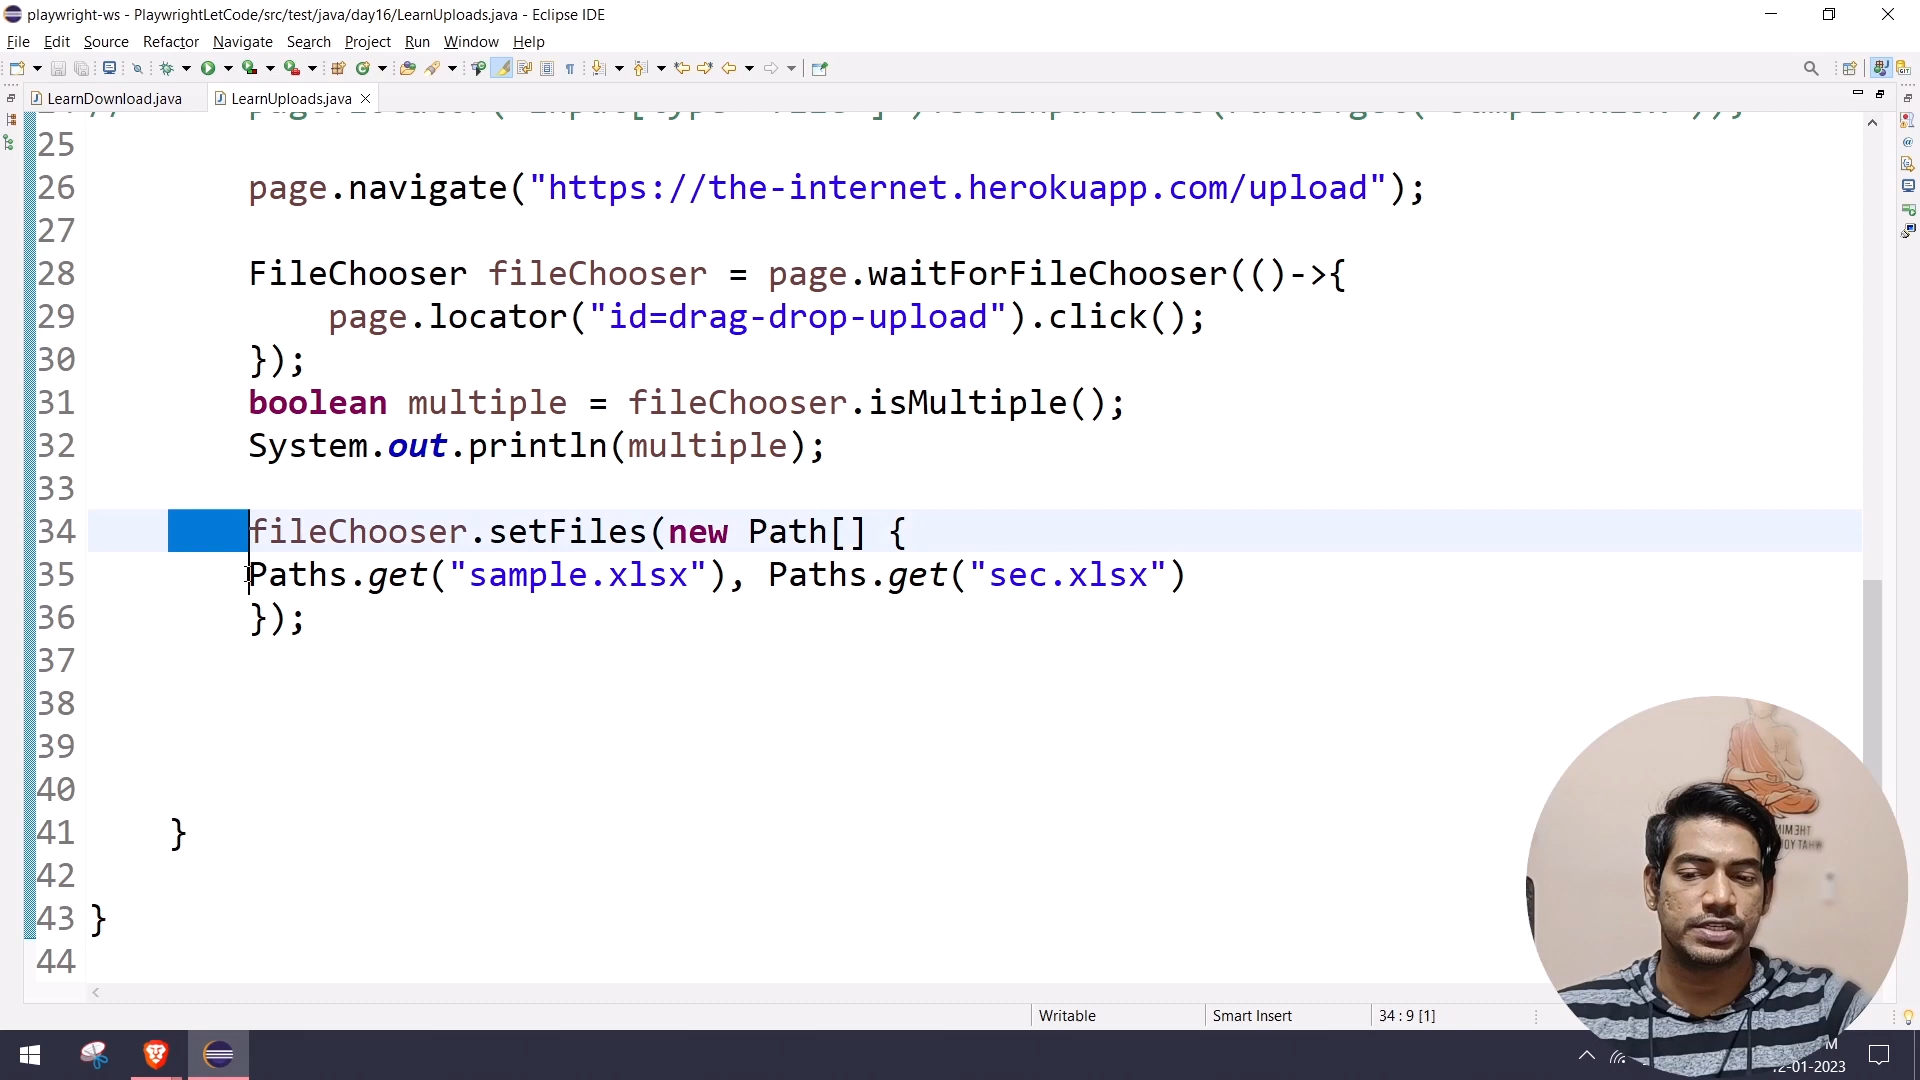 playwright-ws - PlaywrightLetCode/src/test/java/day16/LearnUploads.java - Eclipse IDE
File Edit Source Refactor Navigate Search Project Run Window Help
LearnDownload.java LearnUploads.java
25
26 page.navigate("https://the-internet.herokuapp.com/upload");
27
28 FileChooser fileChooser = page.waitForFileChooser(()->{
29 page.locator("id=drag-drop-upload").click();
30 });
31 boolean multiple = fileChooser.isMultiple();
32 System.out.println(multiple);
33
34 fileChooser.setFiles(new Path[] {
35 Paths.get("sample.xlsx"), Paths.get("sec.xlsx")
36 });
37
38
39
40
41 }
42
43 }
44
Writable Smart Insert 34 : 9 [1]
M
2-01-2023